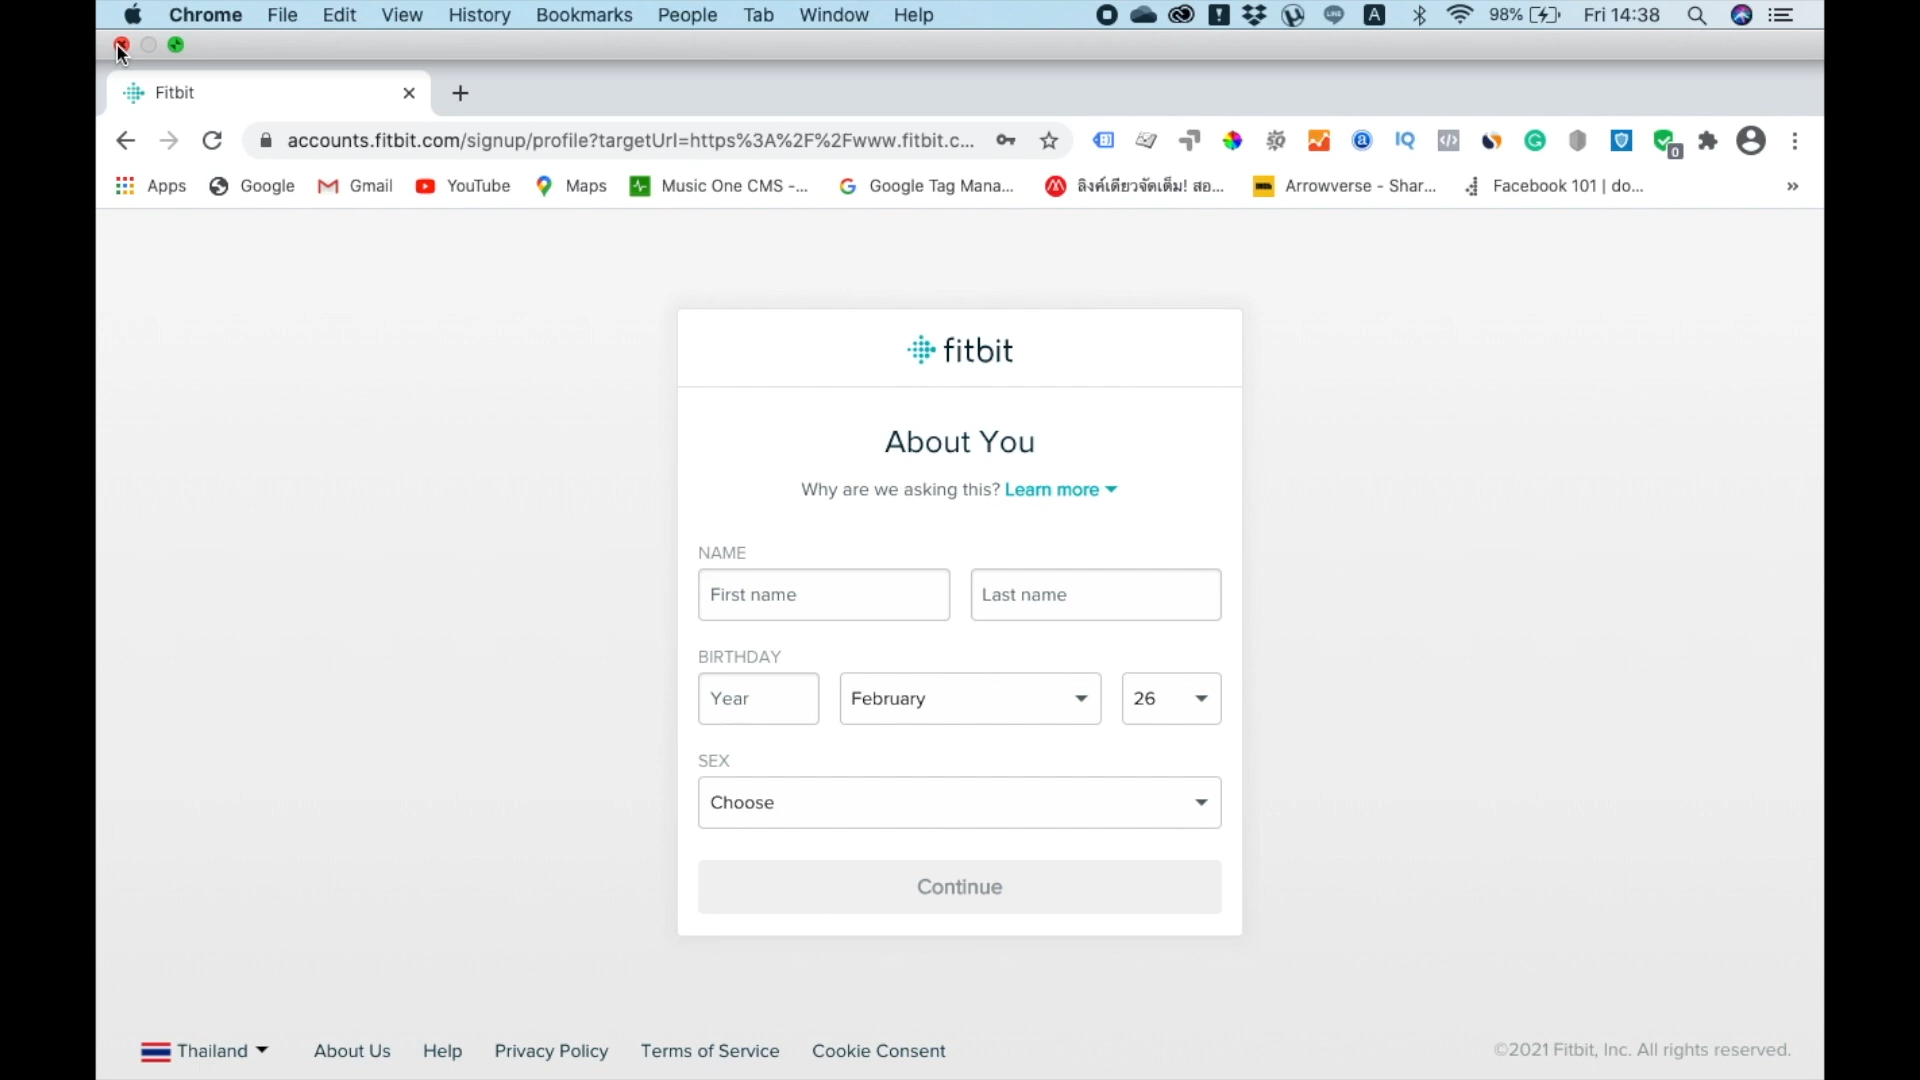 Chrome File Edit View History Bookmarks People Tab Window Help LINE A 98% Fri 14:38
Fitbit
accounts.fitbit.com/signup/profile?targetUrl=https%3A%2F%2Fwww.fitbit.c... a IQ </> G 0
Apps Google Gmail YouTube Maps Music One CMS -... Google Tag Mana... ลิงค์เดียวจัดเต็ม! สอ... Arrowverse - Shar... Facebook 101 | do... »
fitbit
About You
Why are we asking this? Learn more
NAME
First name Last name
BIRTHDAY
Year February 26
SEX
Choose
Continue
Thailand About Us Help Privacy Policy Terms of Service Cookie Consent ©2021 Fitbit, Inc. All rights reserved.